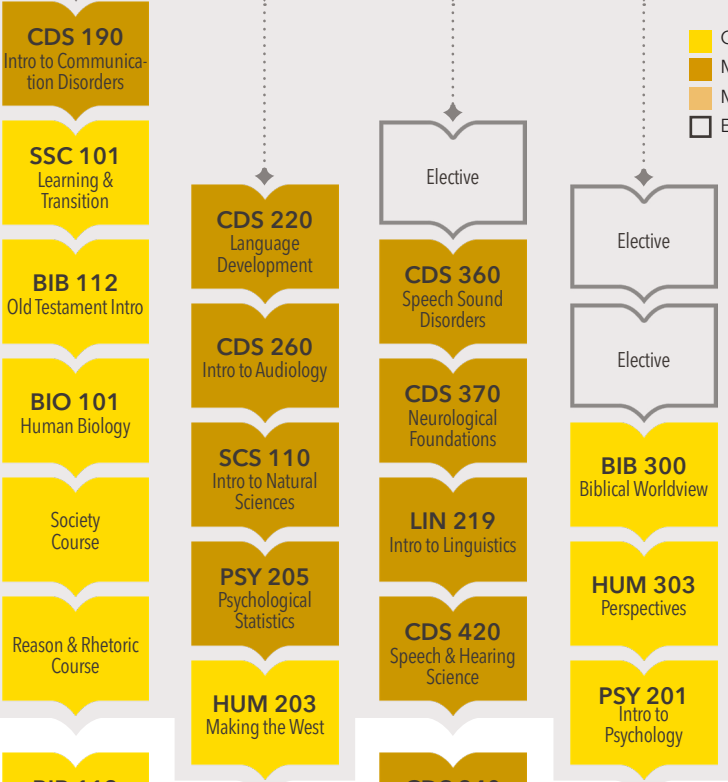 CDS 190
Intro to Communica-
tion Disorders
SSC 101
Learning &
Transition
BIB 112
Old Testament Intro
BIO 101
Human Biology
Society
Course
Reason & Rhetoric
Course
CDS 220
Language
Development
CDS 260
Intro to Audiology
SCS 110
Intro to Natural
Sciences
PSY 205
Psychological
Statistics
HUM 203
Making the West
Elective
CDS 360
Speech Sound
Disorders
CDS 370
Neurological
Foundations
LIN 219
Intro to Linguistics
CDS 420
Speech & Hearing
Science
Elective
Elective
BIB 300
Biblical Worldview
HUM 303
Perspectives
PSY 201
Intro to
Psychology